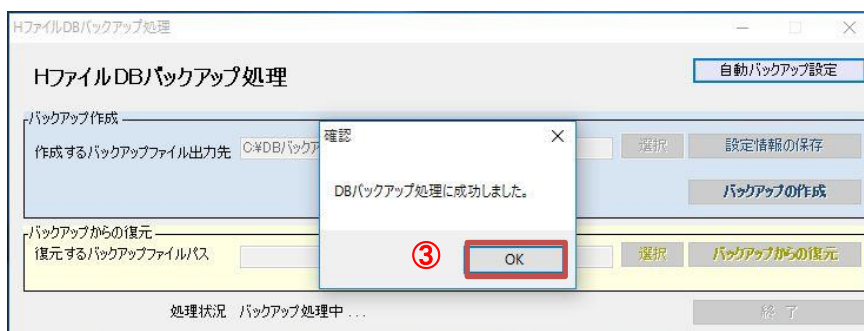 HファイルDBバックアップ処理
HファイルDBバックアップ処理
自動バックアップ設定
バックアップ作成
作成するバックアップファイル出力先
C:¥DBバックア
選択
設定情報の保存
バックアップの作成
確認
DBバックアップ処理に成功しました。
③
OK
バックアップからの復元
復元するバックアップファイルパス
選択
バックアップからの復元
処理状況 バックアップ処理中 ...
終 了